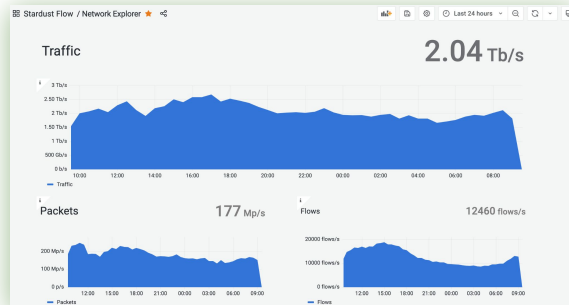 Stardust Flow / Network Explorer
Last 24 hours
Traffic
2.04 Tb/s
i
3 Tb/s
2.50 Tb/s
2 Tb/s
1.50 Tb/s
1 Tb/s
500 Gb/s
0 b/s
10:00 12:00 14:00 16:00 18:00 20:00 22:00 00:00 02:00 04:00 06:00 08:00
Traffic
i
Packets
177 Mp/s
200 Mp/s
100 Mp/s
0 p/s
12:00 15:00 18:00 21:00 00:00 03:00 06:00 09:00
Packets
i
Flows
12460 flows/s
20000 flows/s
10000 flows/s
0 flows/s
12:00 15:00 18:00 21:00 00:00 03:00 06:00 09:00
Flows